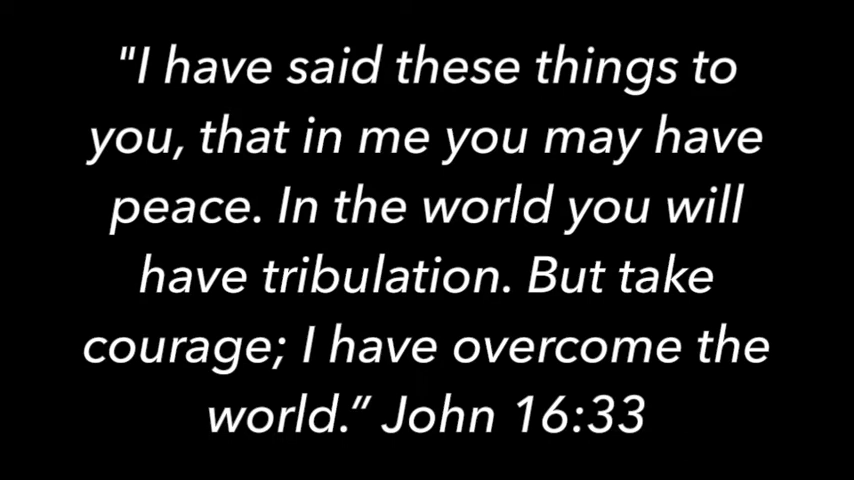 "I have said these things to
you, that in me you may have
peace. In the world you will
have tribulation. But take
courage; I have overcome the
world.” John 16:33